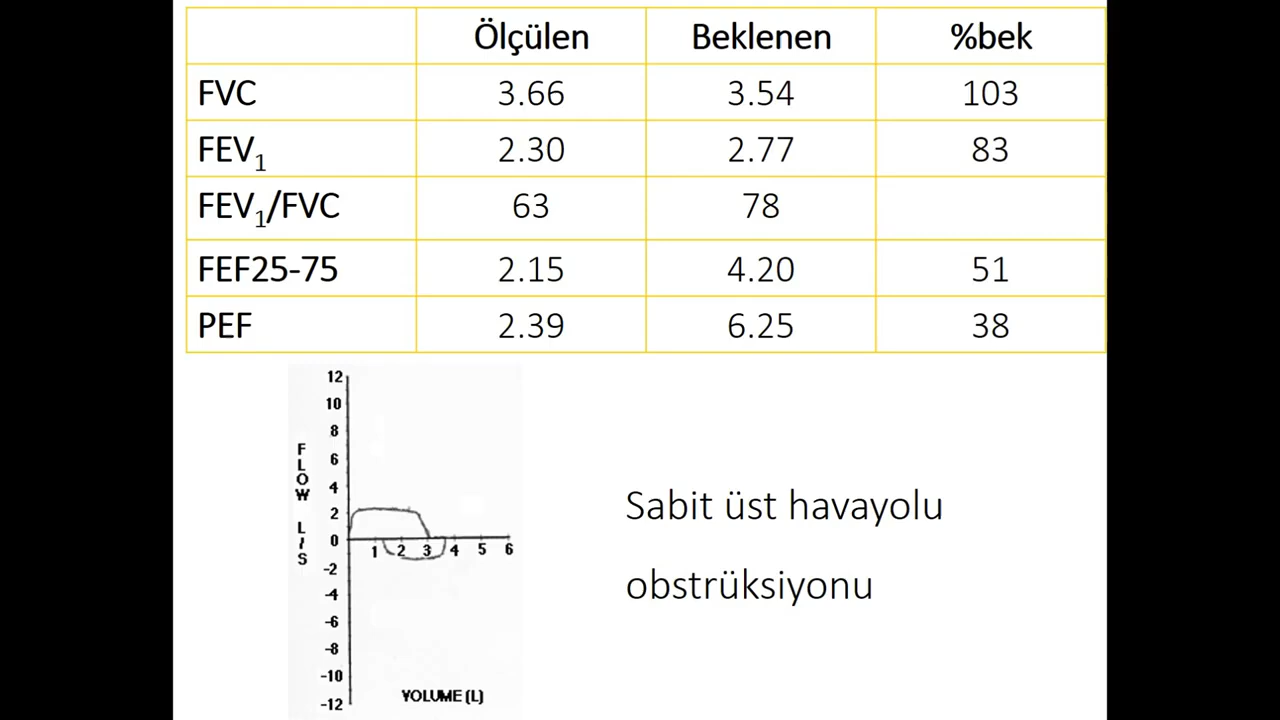 Ölçülen Beklenen %bek
FVC 3.66 3.54 103
FEV1 2.30 2.77 83
FEV1/FVC 63 78
FEF25-75 2.15 4.20 51
PEF 2.39 6.25 38
12
10
8
6
4
2
0
-2
-4
-6
-8
-10
-12
FLOW L/S
1 2 3 4 5 6
VOLUME (L)
Sabit üst havayolu
obstrüksiyonu